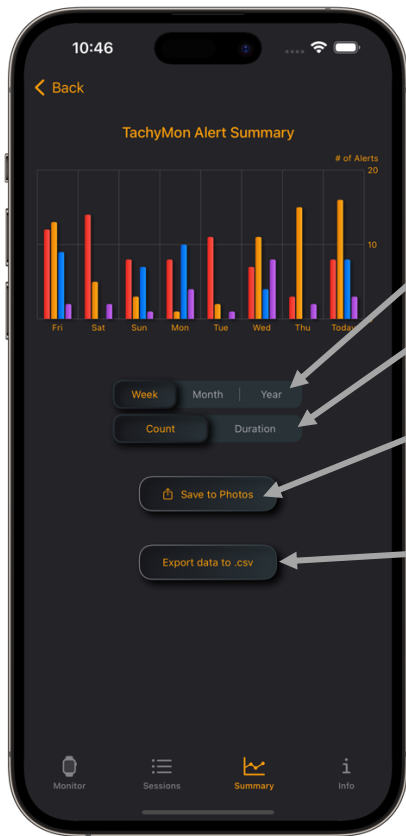 10:46
Back
TachyMon Alert Summary
# of Alerts
20
10
Fri Sat Sun Mon Tue Wed Thu Today
Week Month Year
Count Duration
Save to Photos
Export data to .csv
Monitor Sessions Summary Info